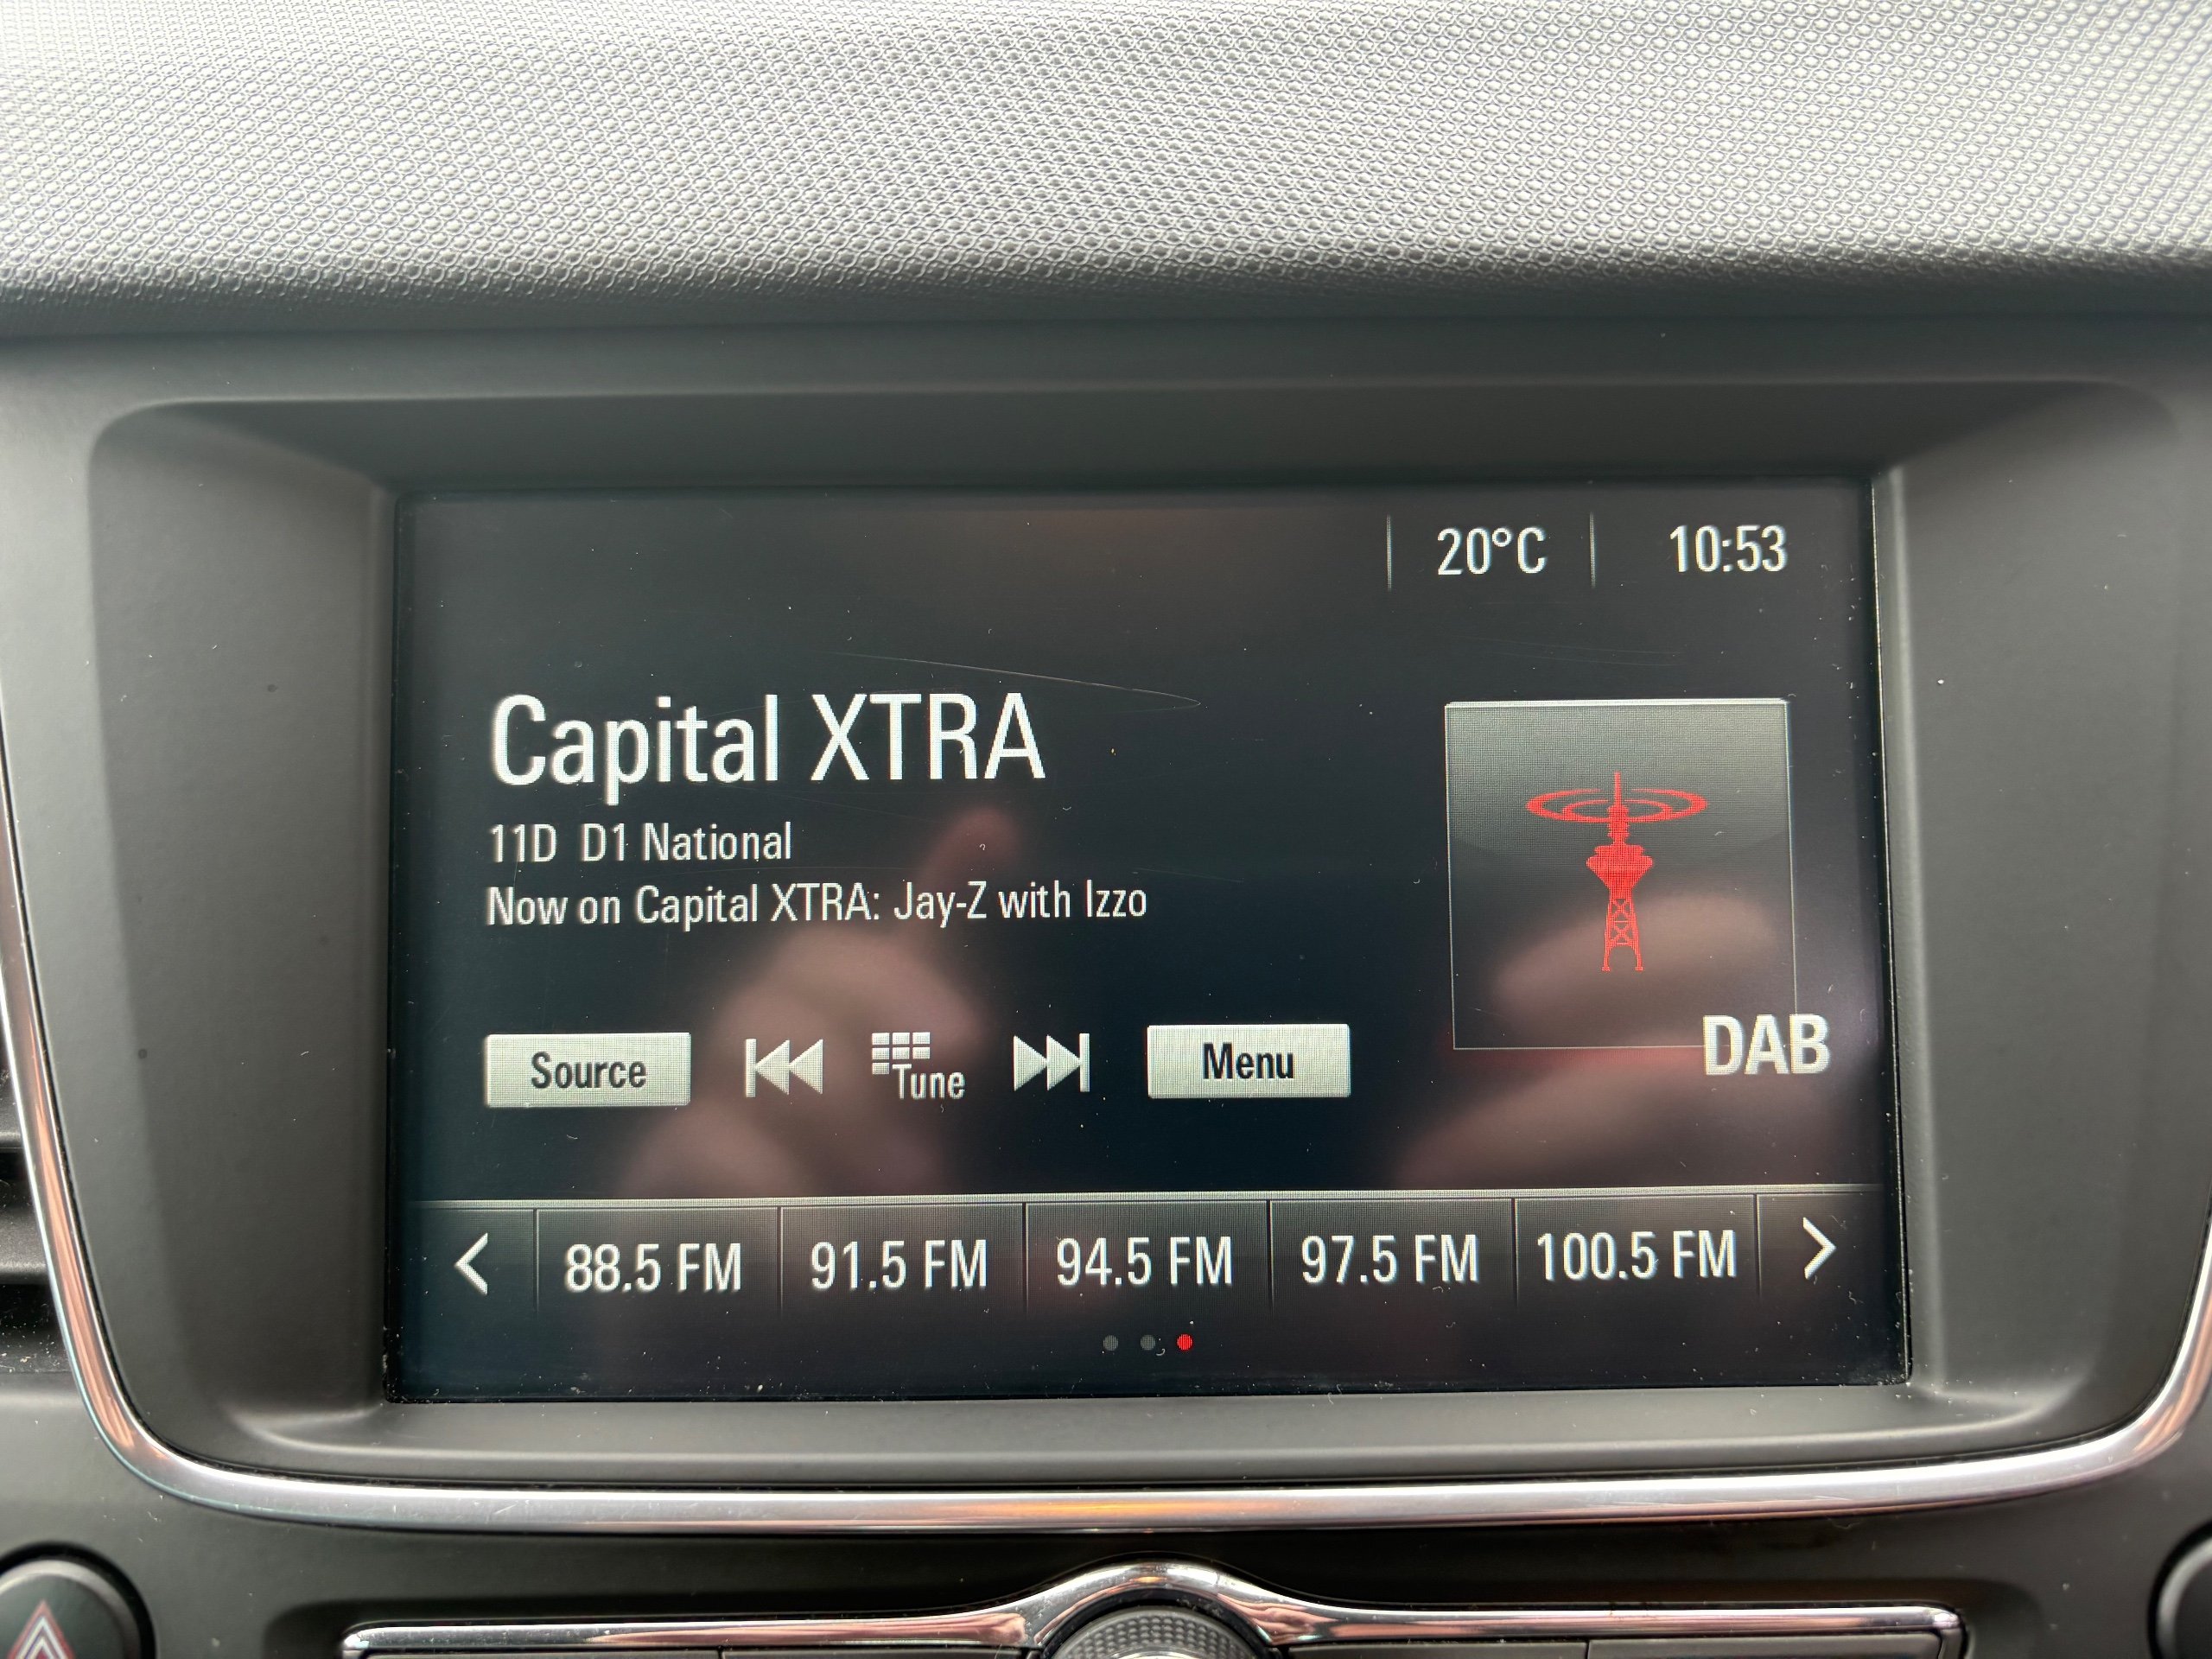 20°C 10:53
Capital XTRA
11D D1 National
Now on Capital XTRA: Jay-Z with Izzo
Source Tune Menu
DAB
88.5 FM 91.5 FM 94.5 FM 97.5 FM 100.5 FM